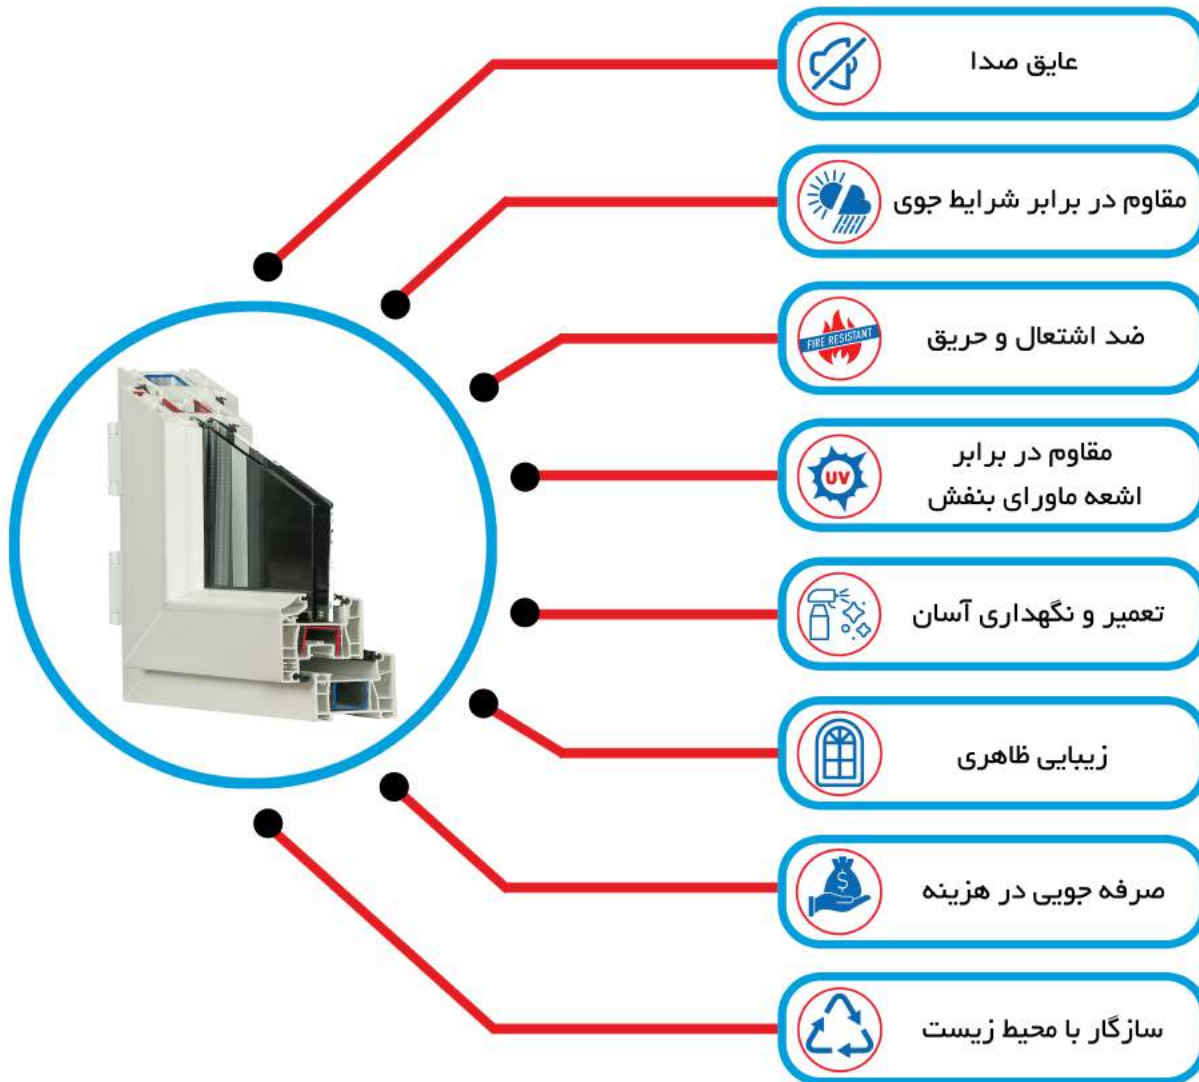 عایق صدا
مقاوم در برابر شرایط جوی
FIRE RESISTANT
ضد اشتعال و حریق
UV
مقاوم در برابر
اشعه ماورای بنفش
تعمیر و نگهداری آسان
زیبایی ظاهری
$
صرفه جویی در هزینه
سازگار با محیط زیست